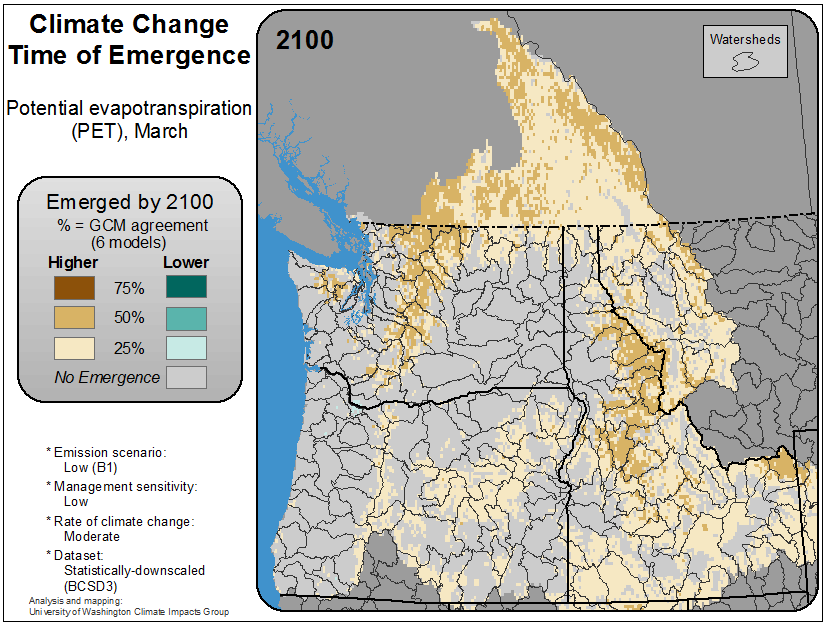 Climate Change
Time of Emergence
Potential evapotranspiration
(PET), March
Emerged by 2100
% = GCM agreement
(6 models)
Higher Lower
75%
50%
25%
No Emergence
* Emission scenario:
Low (B1)
* Management sensitivity:
Low
* Rate of climate change:
Moderate
* Dataset:
Statistically-downscaled
(BCSD3)
Analysis and mapping:
University of Washington Climate Impacts Group
2100
Watersheds